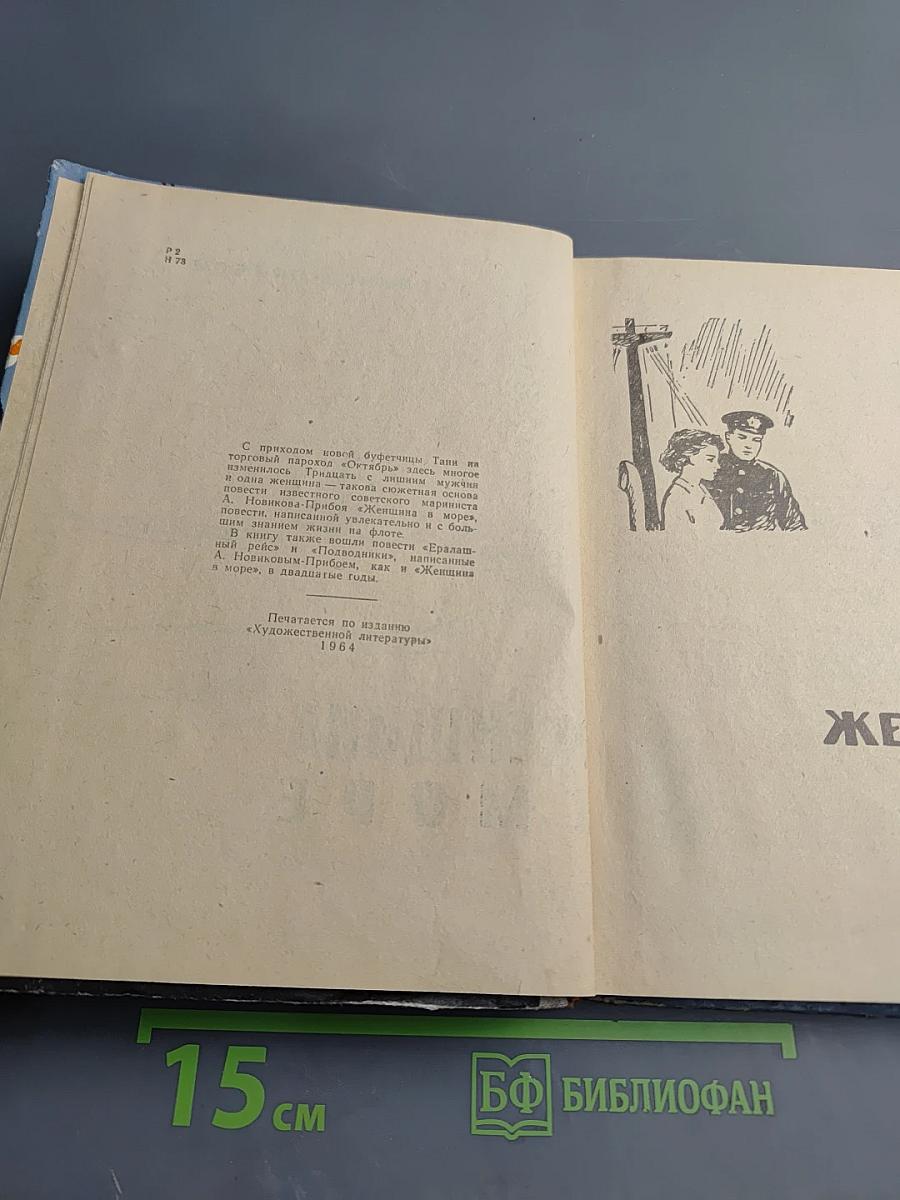 Р 2
Н 73
С приходом новой буфетчицы Тани на
торговый пароход «Октябрь» здесь многое
изменилось Тридцать с лишним мужчин
и одна женщина — такова сюжетная основа
повести известного советского мариниста
А. Новикова-Прибоя «Женщина в море»,
повести, написанной увлекательно и с боль-
шим знанием жизни на флоте.
В книгу также вошли повести «Ералаш-
ный рейс» и «Подводники», написанные
А. Новиковым-Прибоем, как и «Женщина
в море», в двадцатые годы.
Печатается по изданию
«Художественной литературы»
1964
ЖЕ
15 см
БФ БИБЛИОФАН